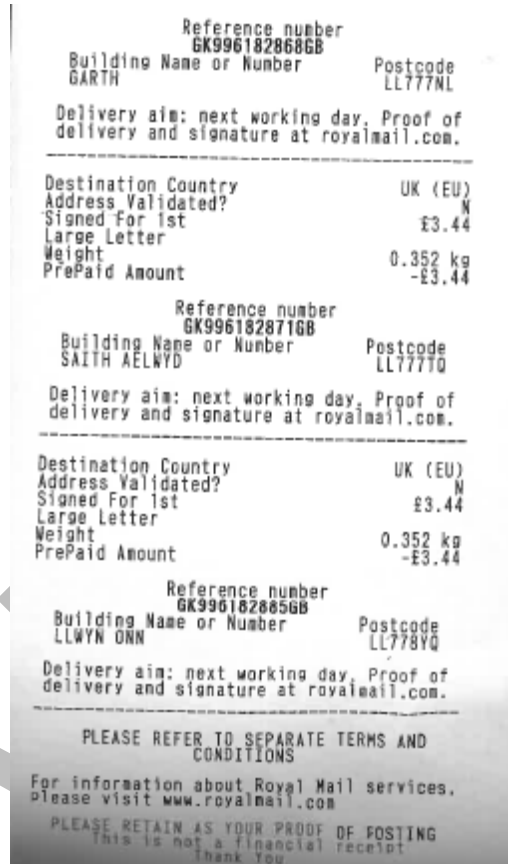 Reference number
GK996182868GB
Building Name or Number Postcode
GARTH LL777NL
Delivery aim: next working day. Proof of
delivery and signature at royalmail.com.
Destination Country UK (EU)
Address Validated? N
Signed For 1st £3.44
Large Letter
Weight 0.352 kg
PrePaid Amount -£3.44
Reference number
GK996182871GB
Building Name or Number Postcode
SAITH AELWYD LL777TQ
Delivery aim: next working day. Proof of
delivery and signature at royalmail.com.
Destination Country UK (EU)
Address Validated? N
Signed For 1st £3.44
Large Letter
Weight 0.352 kg
PrePaid Amount -£3.44
Reference number
GK996182885GB
Building Name or Number Postcode
LLWYN ONN LL778YQ
Delivery aim: next working day. Proof of
delivery and signature at royalmail.com.
PLEASE REFER TO SEPARATE TERMS AND
CONDITIONS
For information about Royal Mail services,
please visit www.royalmail.com
PLEASE RETAIN AS YOUR PROOF OF POSTING
This is not a financial receipt
Thank You